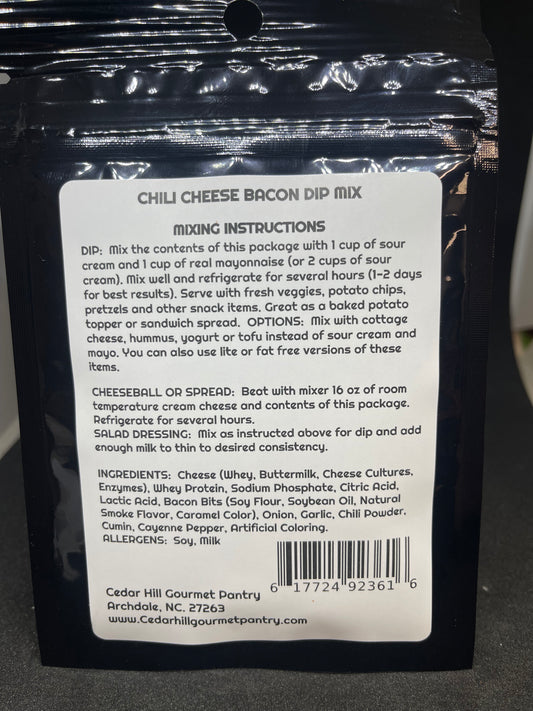 CHILI CHEESE BACON DIP MIX
MIXING INSTRUCTIONS
DIP: Mix the contents of this package with 1 cup of sour
cream and 1 cup of real mayonnaise (or 2 cups of sour
cream). Mix well and refrigerate for several hours (1-2 days
for best results). Serve with fresh veggies, potato chips,
pretzels and other snack items. Great as a baked potato
topper or sandwich spread. OPTIONS: Mix with cottage
cheese, hummus, yogurt or tofu instead of sour cream and
mayo. You can also use lite or fat free versions of these
items.
CHEESEBALL OR SPREAD: Beat with mixer 16 oz of room
temperature cream cheese and contents of this package.
Refrigerate for several hours.
SALAD DRESSING: Mix as instructed above for dip and add
enough milk to thin to desired consistency.
INGREDIENTS: Cheese (Whey, Buttermilk, Cheese Cultures,
Enzymes), Whey Protein, Sodium Phosphate, Citric Acid,
Lactic Acid, Bacon Bits (Soy Flour, Soybean Oil, Natural
Smoke Flavor, Caramel Color), Onion, Garlic, Chili Powder,
Cumin, Cayenne Pepper, Artificial Coloring.
ALLERGENS: Soy, Milk
6 17724 92361 6
Cedar Hill Gourmet Pantry
Archdale, NC. 27263
www.Cedarhillgourmetpantry.com